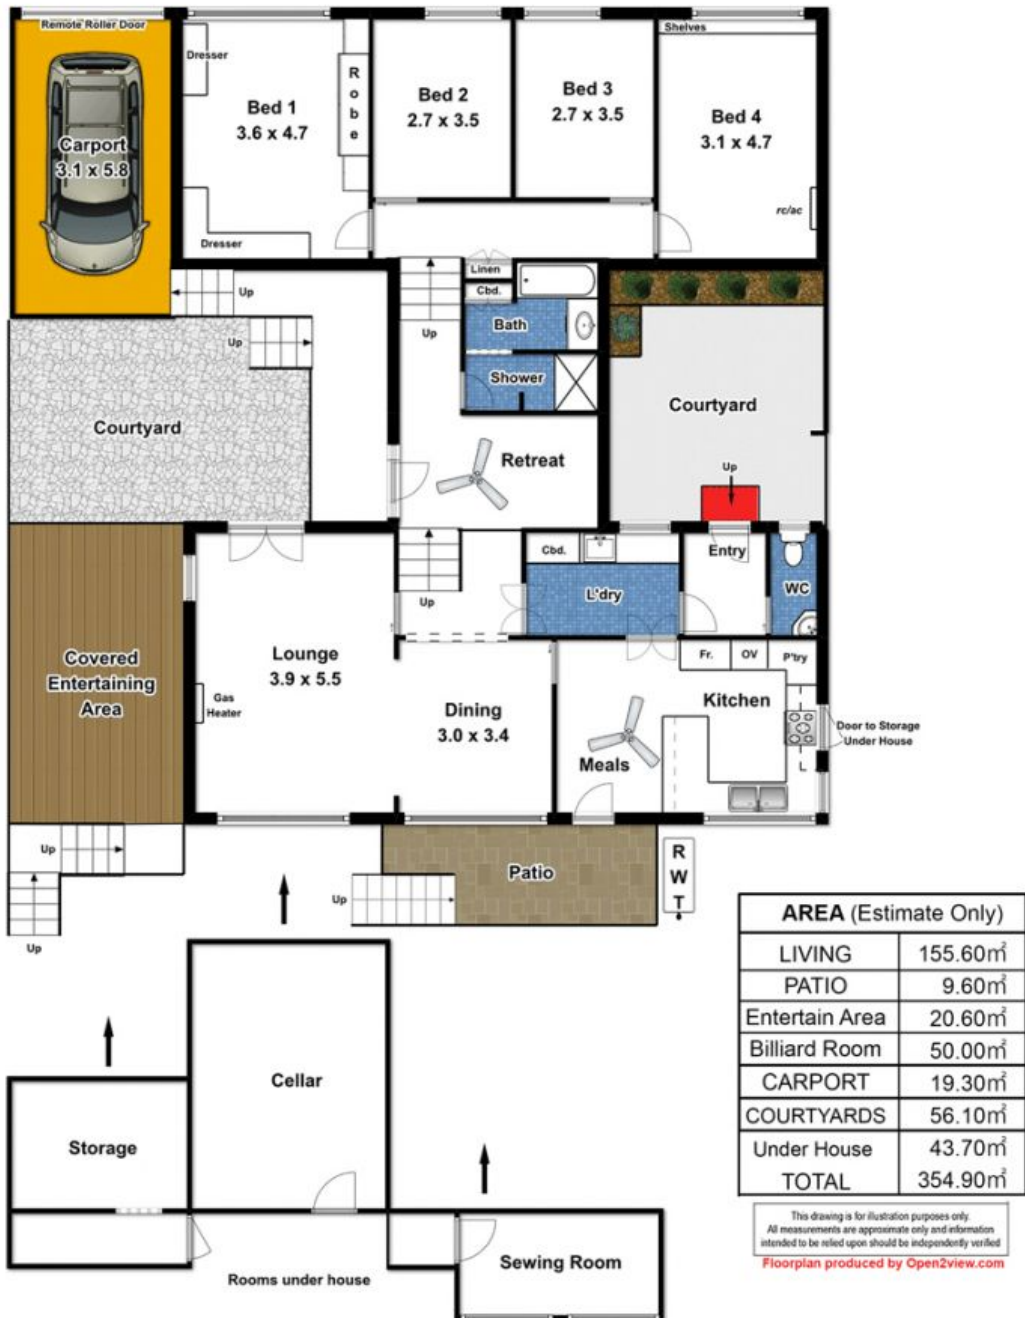 Remote Roller Door
Carport
3.1 x 5.8
Dresser
Bed 1
3.6 x 4.7
Robe
Dresser
Bed 2
2.7 x 3.5
Bed 3
2.7 x 3.5
Shelves
Bed 4
3.1 x 4.7
rc/ac
Up
Up
Up
Linen
Cbd.
Bath
Shower
Courtyard
Courtyard
Up
Retreat
Up
Cbd.
L'dry
Entry
WC
Covered
Entertaining
Area
Lounge
3.9 x 5.5
Gas
Heater
Dining
3.0 x 3.4
Fr.
OV
P'try
Kitchen
Meals
Door to Storage
Under House
L
Up
Up
Up
Patio
RWT
Cellar
Storage
Rooms under house
Sewing Room
AREA (Estimate Only)
LIVING 155.60㎡
PATIO 9.60㎡
Entertain Area 20.60㎡
Billiard Room 50.00㎡
CARPORT 19.30㎡
COURTYARDS 56.10㎡
Under House 43.70㎡
TOTAL 354.90㎡
This drawing is for illustration purposes only.
All measurements are approximate only and information
intended to be relied upon should be independently verified
Floorplan produced by Open2view.com